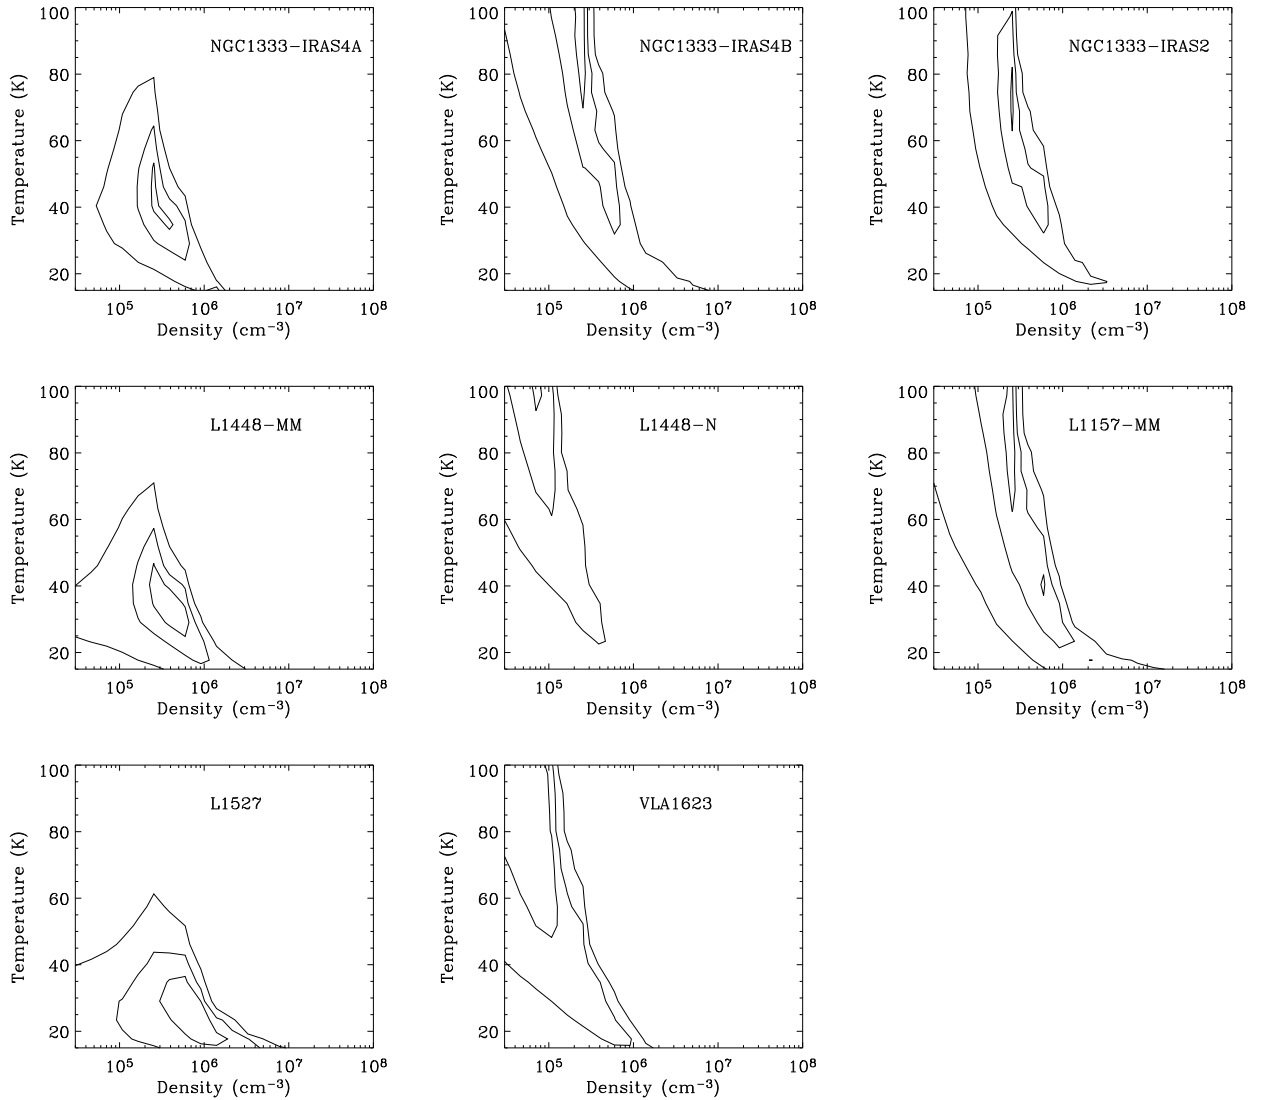 NGC1333-IRAS4A
100
80
60
40
20
Temperature (K)
10^5 10^6 10^7 10^8
Density (cm^-3)
NGC1333-IRAS4B
100
80
60
40
20
Temperature (K)
10^5 10^6 10^7 10^8
Density (cm^-3)
NGC1333-IRAS2
100
80
60
40
20
Temperature (K)
10^5 10^6 10^7 10^8
Density (cm^-3)
L1448-MM
100
80
60
40
20
Temperature (K)
10^5 10^6 10^7 10^8
Density (cm^-3)
L1448-N
100
80
60
40
20
Temperature (K)
10^5 10^6 10^7 10^8
Density (cm^-3)
L1157-MM
100
80
60
40
20
Temperature (K)
10^5 10^6 10^7 10^8
Density (cm^-3)
L1527
100
80
60
40
20
Temperature (K)
10^5 10^6 10^7 10^8
Density (cm^-3)
VLA1623
100
80
60
40
20
Temperature (K)
10^5 10^6 10^7 10^8
Density (cm^-3)